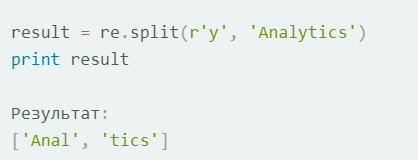 result = re.split(r'y', 'Analytics')
print result
Результат:
['Anal', 'tics']